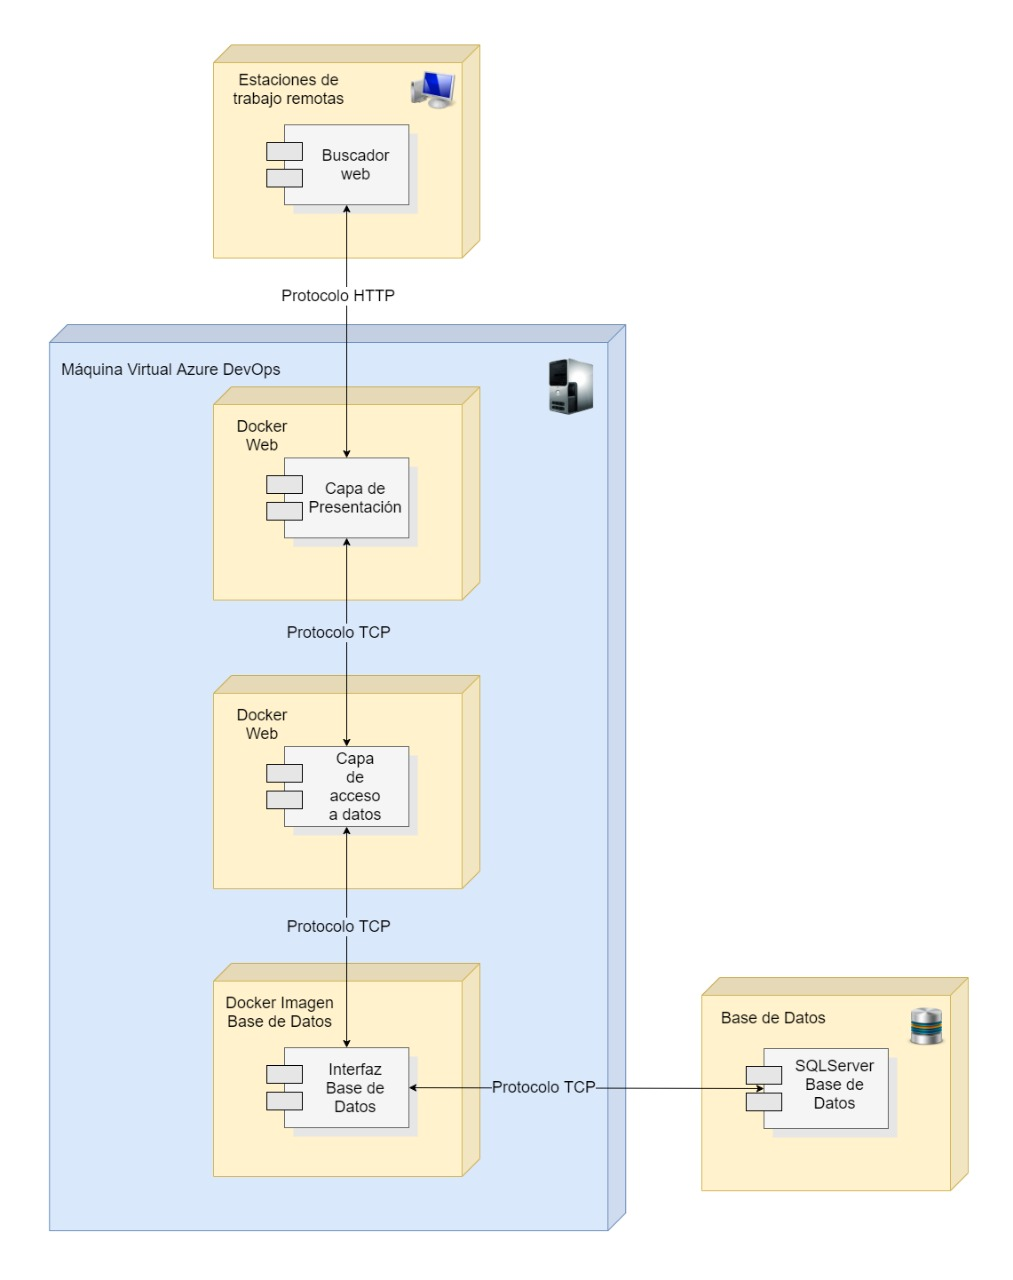 Estaciones de
trabajo remotas
Buscador
web
Protocolo HTTP
Máquina Virtual Azure DevOps
Docker
Web
Capa de
Presentación
Protocolo TCP
Docker
Web
Capa
de
acceso
a datos
Protocolo TCP
Docker Imagen
Base de Datos
Interfaz
Base de
Datos
Protocolo TCP
Base de Datos
SQLServer
Base de
Datos